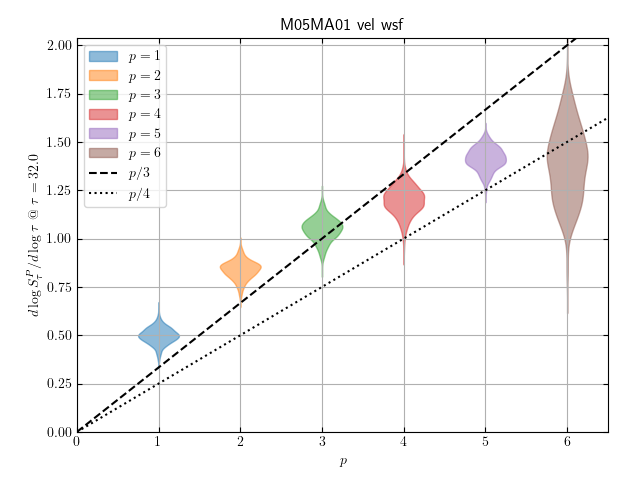 M05MA01 vel wsf
d log S_τ^P / d log τ @ τ = 32.0
2.00
1.75
1.50
1.25
1.00
0.75
0.50
0.25
0.00
p = 1
p = 2
p = 3
p = 4
p = 5
p = 6
p/3
p/4
0 1 2 3 4 5 6
p